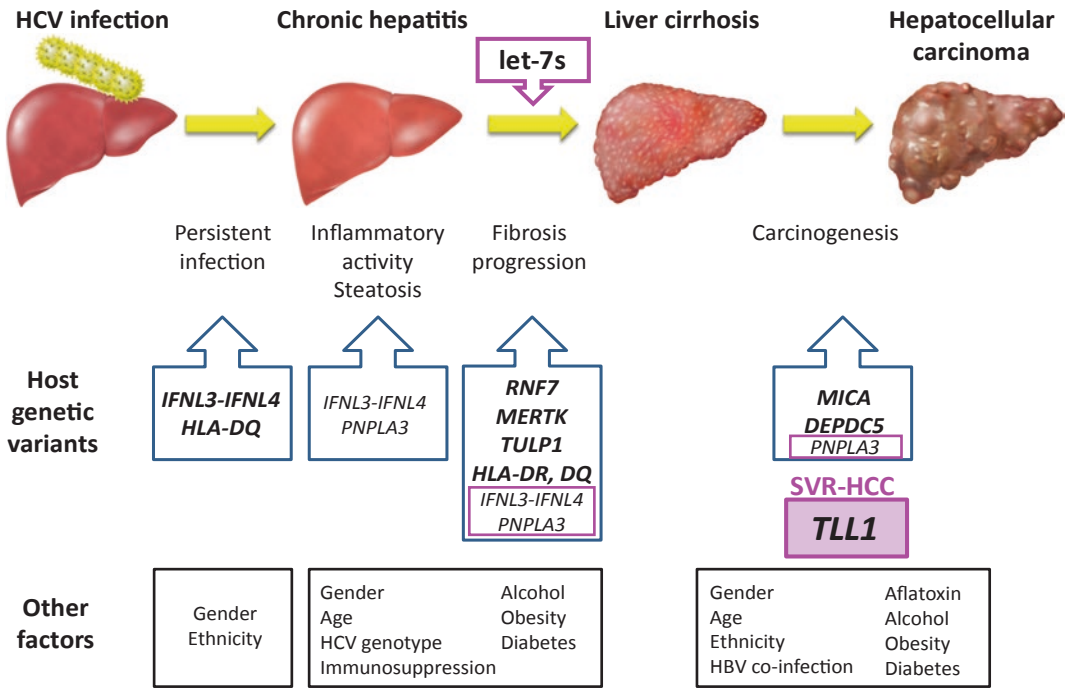 HCV infection
Chronic hepatitis
Liver cirrhosis
Hepatocellular
carcinoma
let-7s
Persistent
infection
Inflammatory
activity
Steatosis
Fibrosis
progression
Carcinogenesis
Host
genetic
variants
IFNL3-IFNL4
HLA-DQ
IFNL3-IFNL4
PNPLA3
RNF7
MERTK
TULP1
HLA-DR, DQ
IFNL3-IFNL4
PNPLA3
MICA
DEPDC5
PNPLA3
SVR-HCC
TLL1
Other
factors
Gender
Ethnicity
Gender
Age
HCV genotype
Immunosuppression
Alcohol
Obesity
Diabetes
Gender
Age
Ethnicity
HBV co-infection
Aflatoxin
Alcohol
Obesity
Diabetes